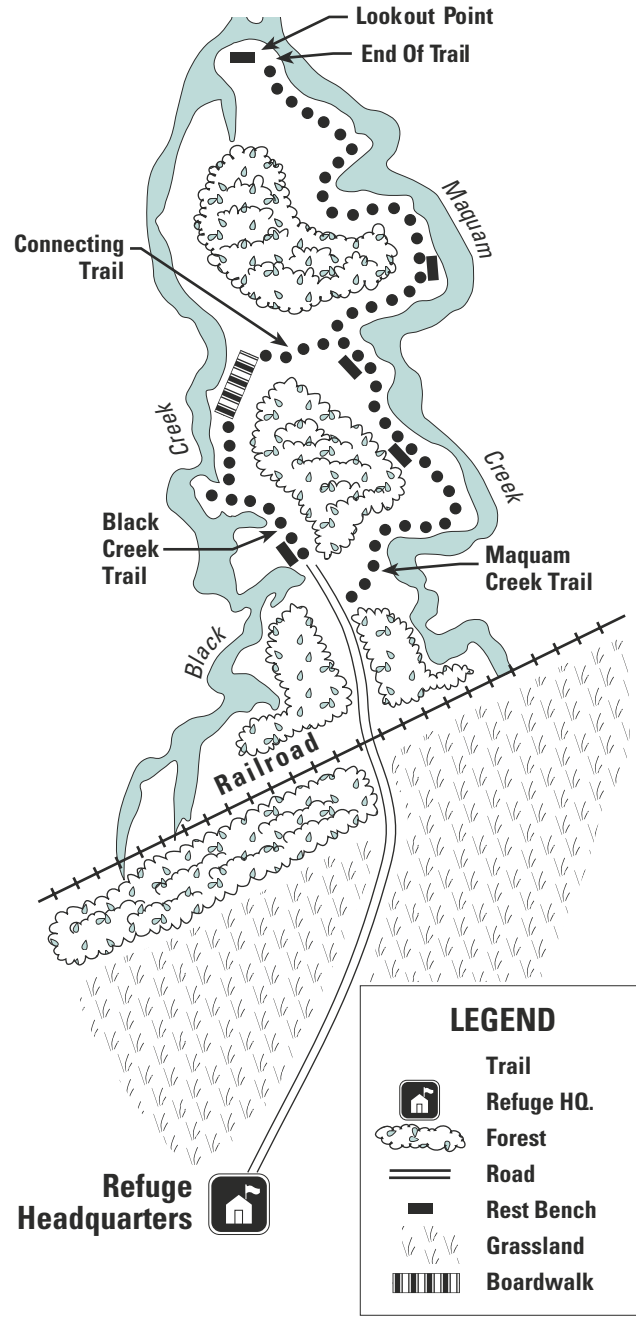 Lookout Point
End Of Trail
Maquam
Connecting
Trail
Creek
Creek
Black
Creek
Trail
Maquam
Creek Trail
Black
Railroad
Refuge
Headquarters
LEGEND
Trail
Refuge HQ.
Forest
Road
Rest Bench
Grassland
Boardwalk